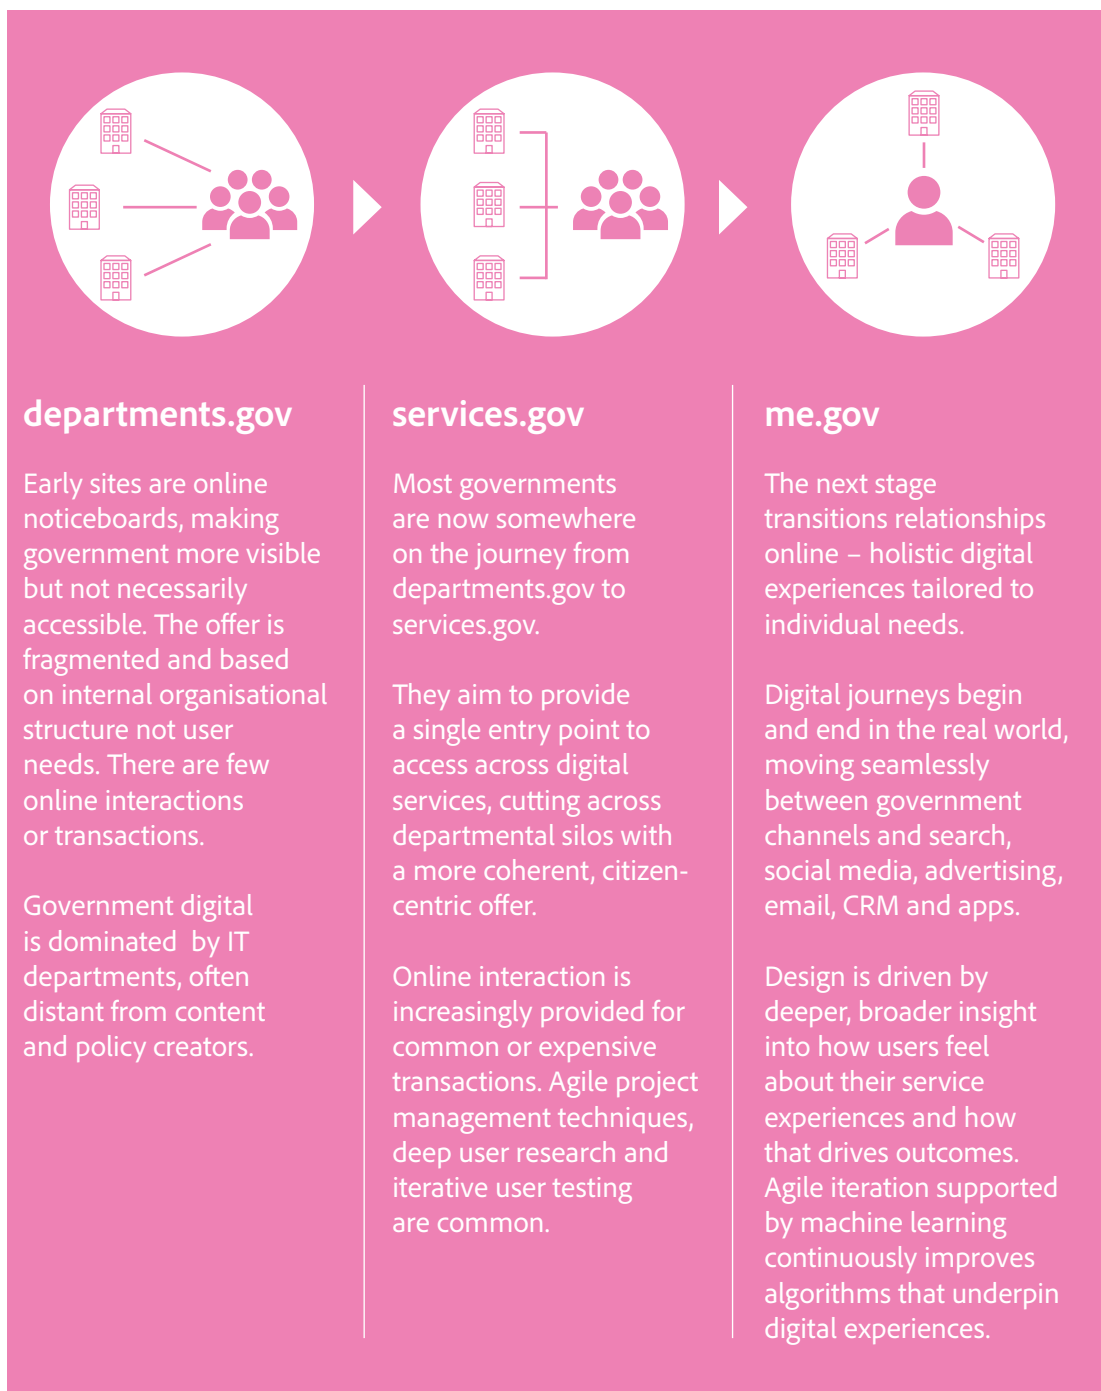 departments.gov
Early sites are online
noticeboards, making
government more visible
but not necessarily
accessible. The offer is
fragmented and based
on internal organisational
structure not user
needs. There are few
online interactions
or transactions.
Government digital
is dominated  by IT
departments, often
distant from content
and policy creators.
services.gov
Most governments
are now somewhere
on the journey from
departments.gov to
services.gov.
They aim to provide
a single entry point to
access across digital
services, cutting across
departmental silos with
a more coherent, citizen-
centric offer.
Online interaction is
increasingly provided for
common or expensive
transactions. Agile project
management techniques,
deep user research and
iterative user testing
are common.
me.gov
The next stage
transitions relationships
online – holistic digital
experiences tailored to
individual needs.
Digital journeys begin
and end in the real world,
moving seamlessly
between government
channels and search,
social media, advertising,
email, CRM and apps.
Design is driven by
deeper, broader insight
into how users feel
about their service
experiences and how
that drives outcomes.
Agile iteration supported
by machine learning
continuously improves
algorithms that underpin
digital experiences.